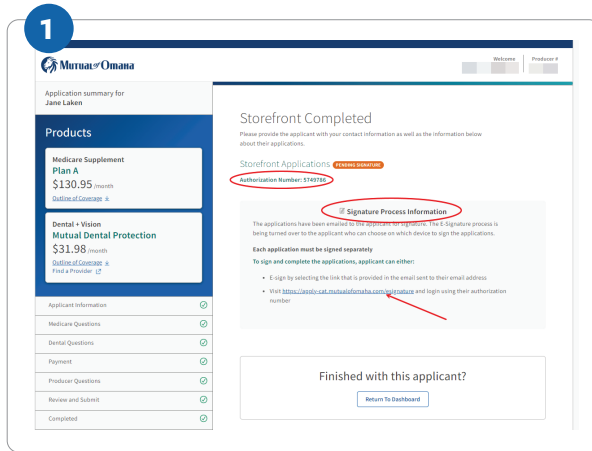 1
Mutual of Omaha
Welcome
Producer #
Application summary for
Jane Laken
Products
Medicare Supplement
Plan A
$130.95 /month
Outline of Coverage
Dental + Vision
Mutual Dental Protection
$31.98 /month
Outline of Coverage
Find a Provider
Applicant Information
Medicare Questions
Dental Questions
Payment
Producer Questions
Review and Submit
Completed
Storefront Completed
Please provide the applicant with your contact information as well as the information below
about their applications.
Storefront Applications PENDING SIGNATURE
Authorization Number: 5749786
Signature Process Information
The applications have been emailed to the applicant for signature. The E-Signature process is
being turned over to the applicant who can choose on which device to sign the applications.
Each application must be signed separately
To sign and complete the applications, applicant can either:
• E-sign by selecting the link that is provided in the email sent to their email address
• Visit https://apply-cat.mutualofomaha.com/esignature and login using their authorization
number
Finished with this applicant?
Return To Dashboard